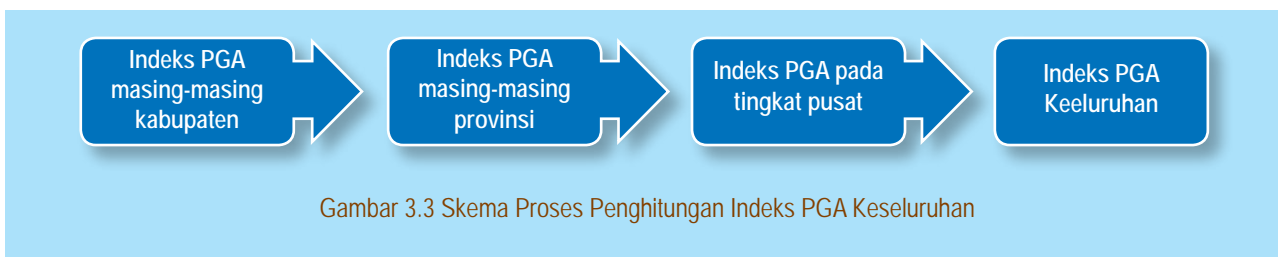 Indeks PGA
masing-masing
kabupaten
Indeks PGA
masing-masing
provinsi
Indeks PGA pada
tingkat pusat
Indeks PGA
Keeluruhan
Gambar 3.3 Skema Proses Penghitungan Indeks PGA Keseluruhan